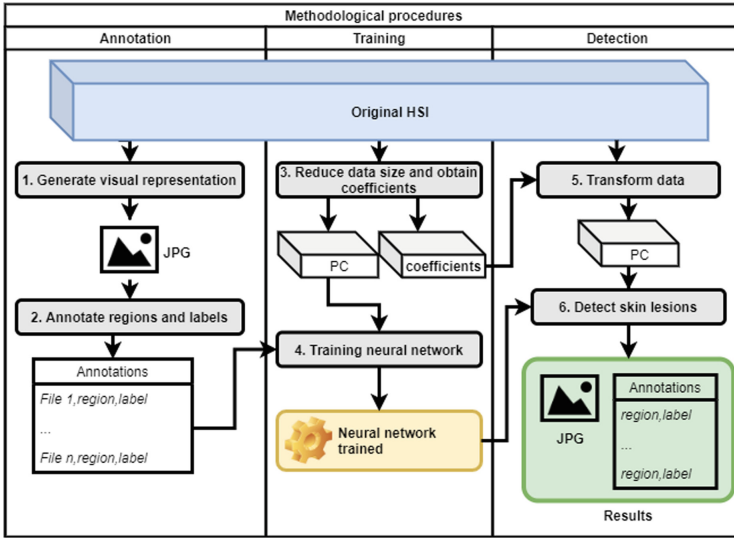 Methodological procedures
Annotation
Training
Detection
Original HSI
1. Generate visual representation
JPG
2. Annotate regions and labels
Annotations
File 1,region,label
...
File n,region,label
3. Reduce data size and obtain
coefficients
PC
coefficients
4. Training neural network
Neural network
trained
5. Transform data
PC
6. Detect skin lesions
JPG
Annotations
region,label
...
region,label
Results